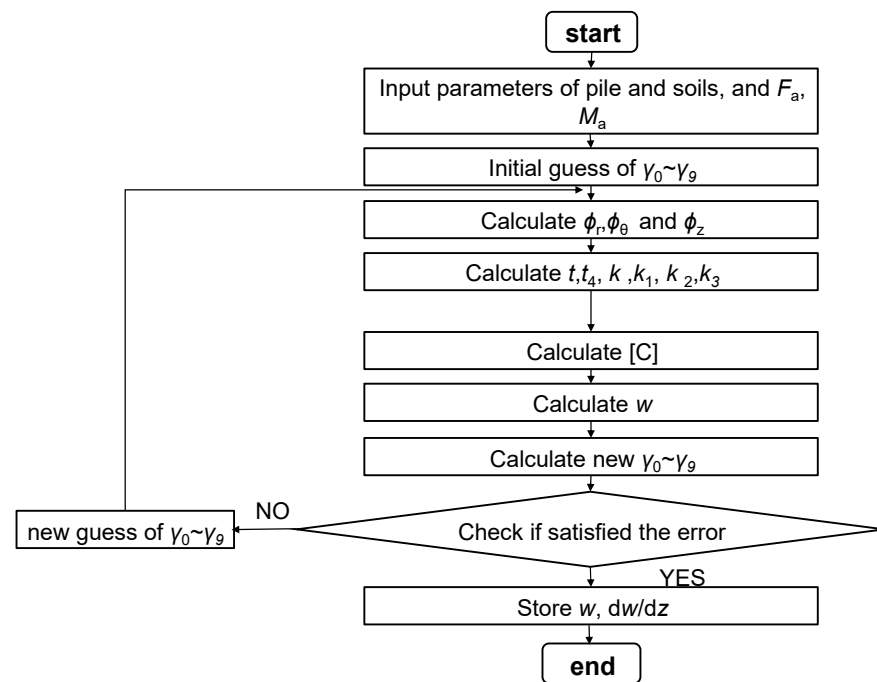 start
Input parameters of pile and soils, and Fₐ,
Mₐ
Initial guess of γ₀~γ₉
Calculate ϕᵣ,ϕ_θ and ϕ_z
Calculate t,t₄, k ,k₁, k ₂,k₃
Calculate [C]
Calculate w
Calculate new γ₀~γ₉
NO
new guess of γ₀~γ₉
Check if satisfied the error
YES
Store w, dw/dz
end